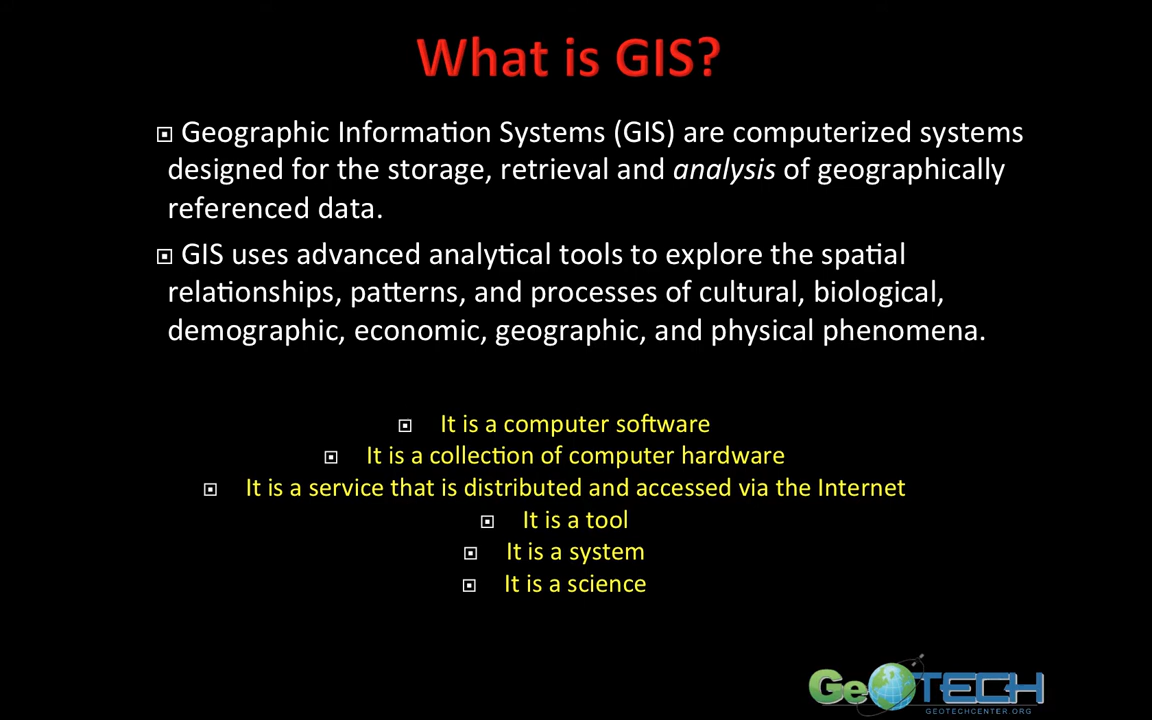 What is GIS?
Geographic Information Systems (GIS) are computerized systems
designed for the storage, retrieval and analysis of geographically
referenced data.
GIS uses advanced analytical tools to explore the spatial
relationships, patterns, and processes of cultural, biological,
demographic, economic, geographic, and physical phenomena.
It is a computer software
It is a collection of computer hardware
It is a service that is distributed and accessed via the Internet
It is a tool
It is a system
It is a science
GeoTECH
GEOTECHCENTER.ORG